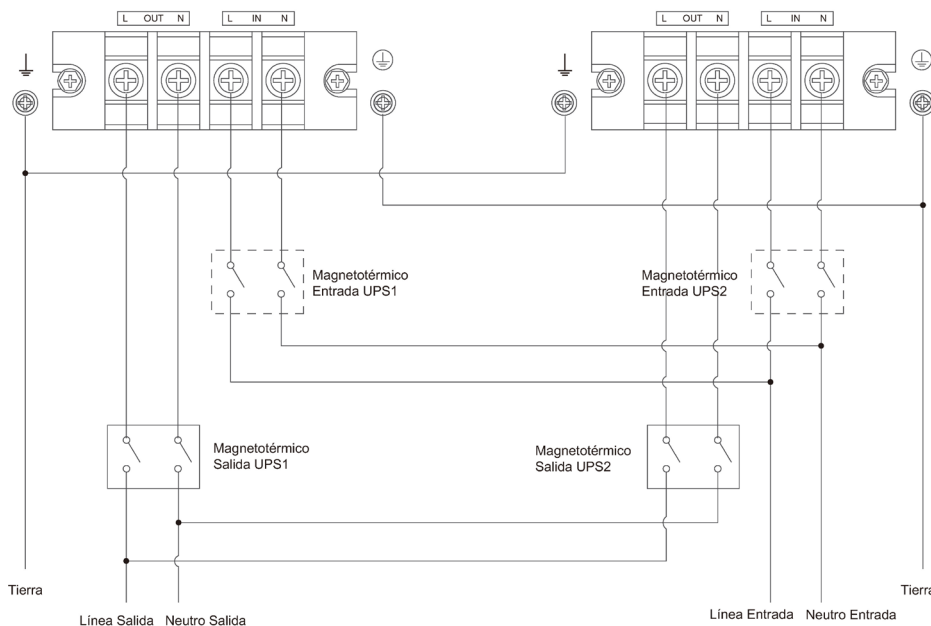 L OUT N
L IN N
L OUT N
L IN N
Magnetotérmico
Entrada UPS1
Magnetotérmico
Entrada UPS2
Magnetotérmico
Salida UPS1
Magnetotérmico
Salida UPS2
Tierra
Tierra
Línea Salida
Neutro Salida
Línea Entrada
Neutro Entrada